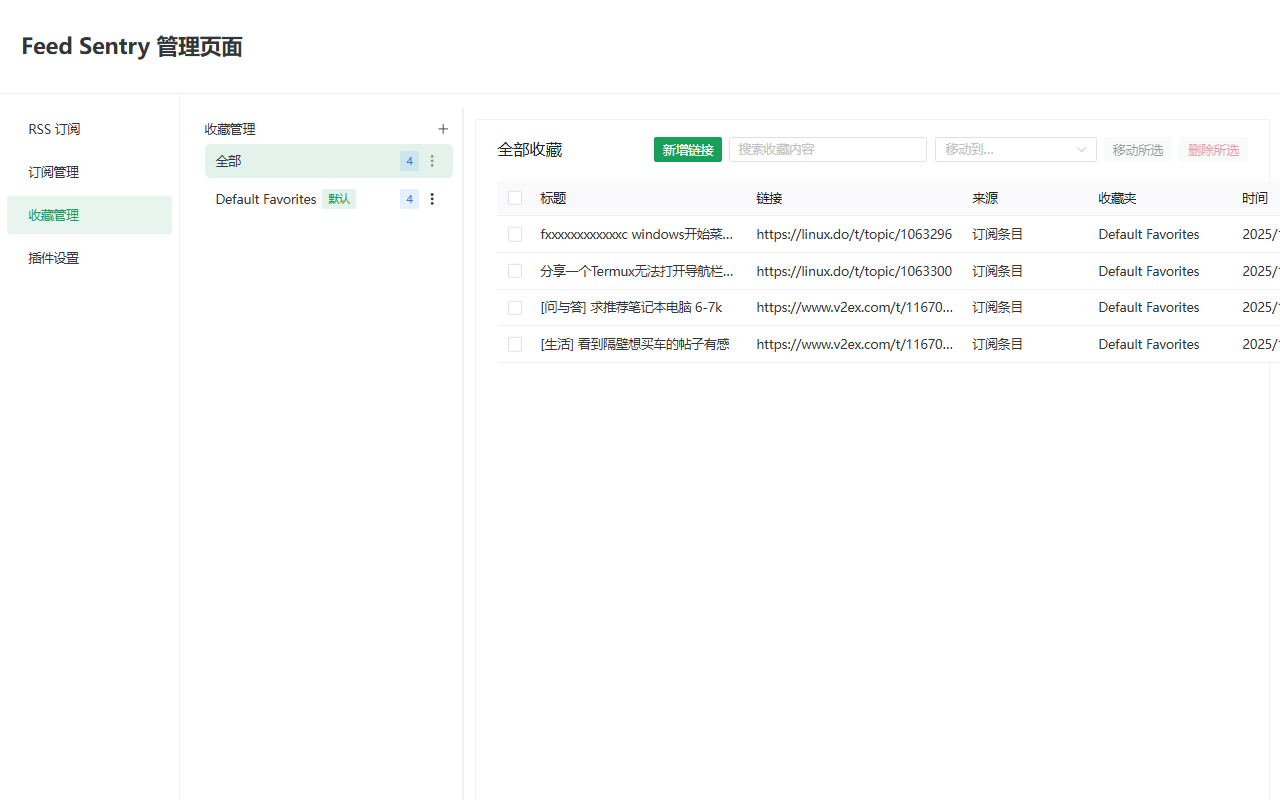 Feed Sentry 管理页面
RSS 订阅
订阅管理
收藏管理
插件设置
收藏管理
全部 4
Default Favorites 默认 4
全部收藏 新增链接 搜索收藏内容 移动到... 移动所选 删除所选
标题 链接 来源 收藏夹 时间
fxxxxxxxxxxxxc windows开始菜... https://linux.do/t/topic/1063296 订阅条目 Default Favorites 2025/
分享一个Termux无法打开导航栏... https://linux.do/t/topic/1063300 订阅条目 Default Favorites 2025/
[问与答] 求推荐笔记本电脑 6-7k https://www.v2ex.com/t/11670... 订阅条目 Default Favorites 2025/
[生活] 看到隔壁想买车的帖子有感 https://www.v2ex.com/t/11670... 订阅条目 Default Favorites 2025/